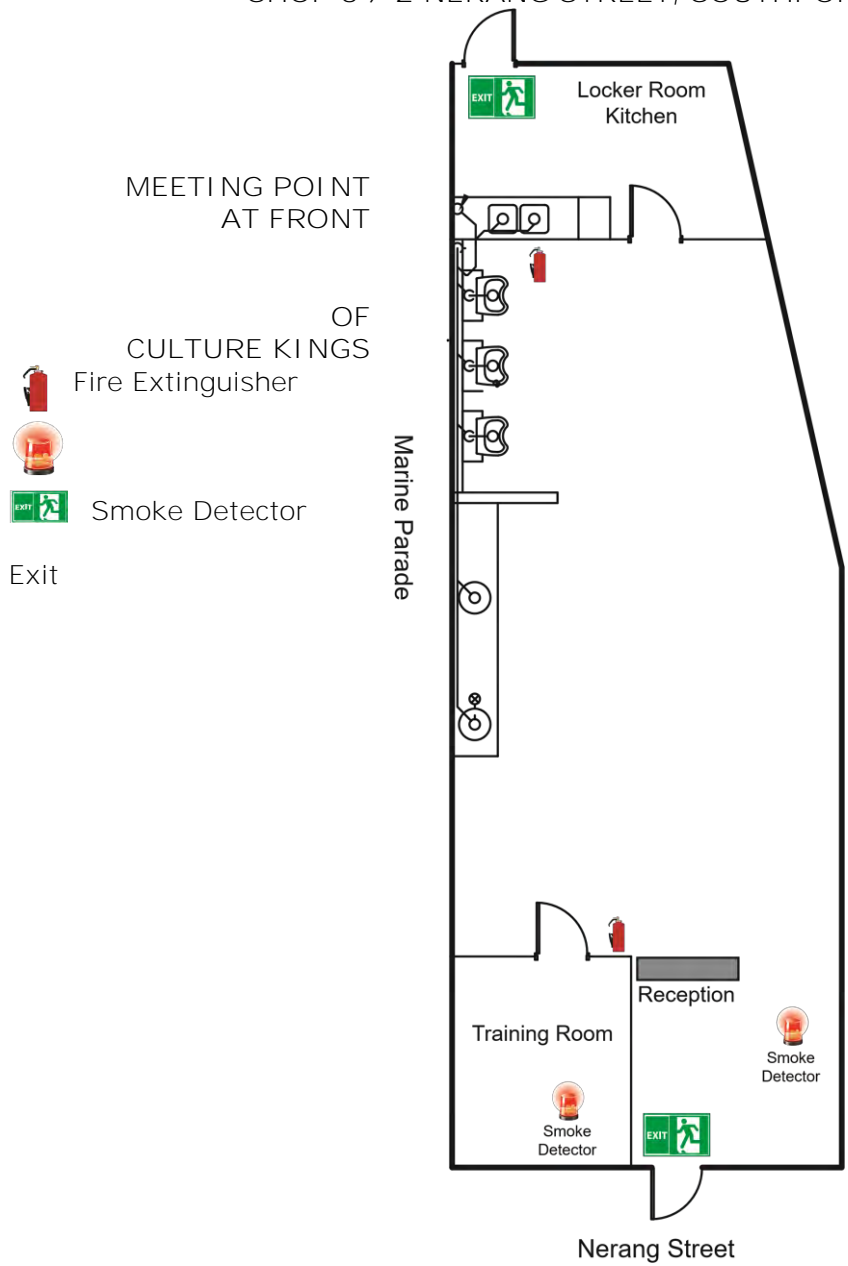 EXIT
Locker Room
Kitchen
MEETING POINT
AT FRONT
OF
CULTURE KINGS
Fire Extinguisher
EXIT
Smoke Detector
Exit
Marine Parade
Reception
Training Room
Smoke
Detector
Smoke
Detector
EXIT
Nerang Street